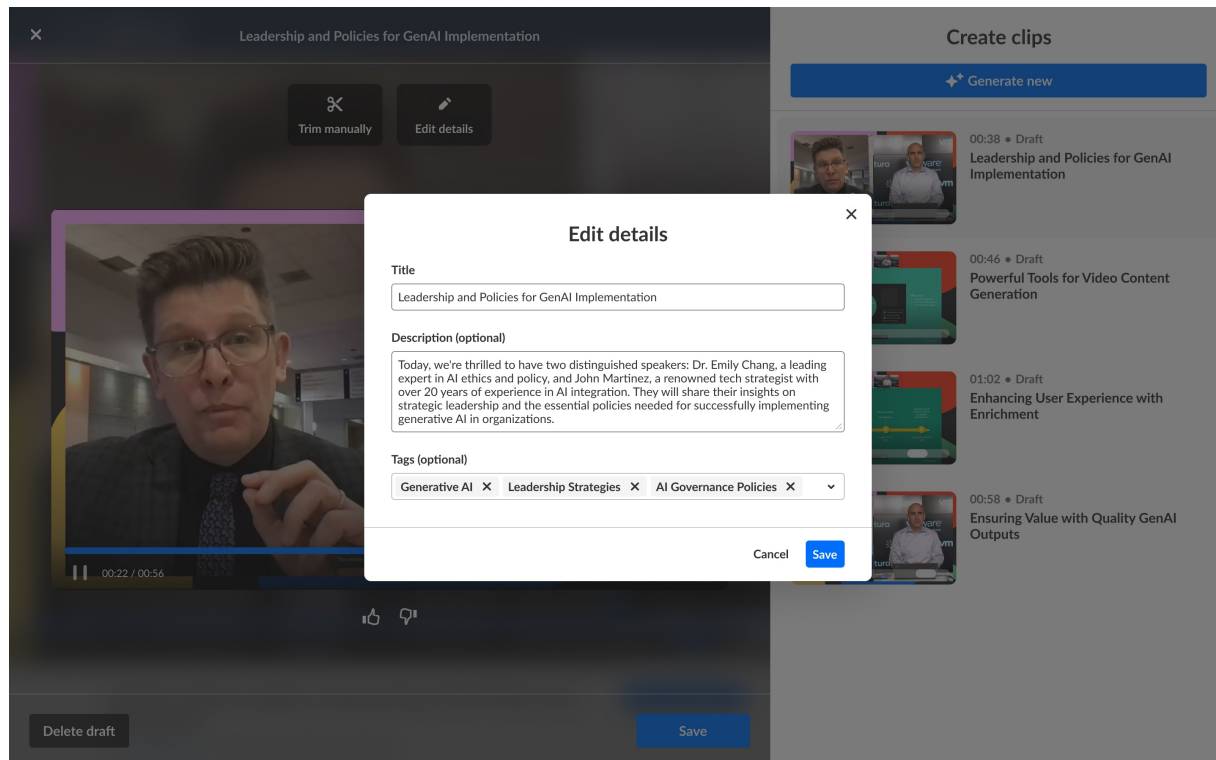 Leadership and Policies for GenAI Implementation
Trim manually
Edit details
00:22 / 00:56
Delete draft
Save
Edit details
Title
Leadership and Policies for GenAI Implementation
Description (optional)
Today, we're thrilled to have two distinguished speakers: Dr. Emily Chang, a leading
expert in AI ethics and policy, and John Martinez, a renowned tech strategist with
over 20 years of experience in AI integration. They will share their insights on
strategic leadership and the essential policies needed for successfully implementing
generative AI in organizations.
Tags (optional)
Generative AI
Leadership Strategies
AI Governance Policies
Cancel
Save
Create clips
Generate new
00:38 • Draft
Leadership and Policies for GenAI
Implementation
00:46 • Draft
Powerful Tools for Video Content
Generation
01:02 • Draft
Enhancing User Experience with
Enrichment
00:58 • Draft
Ensuring Value with Quality GenAI
Outputs